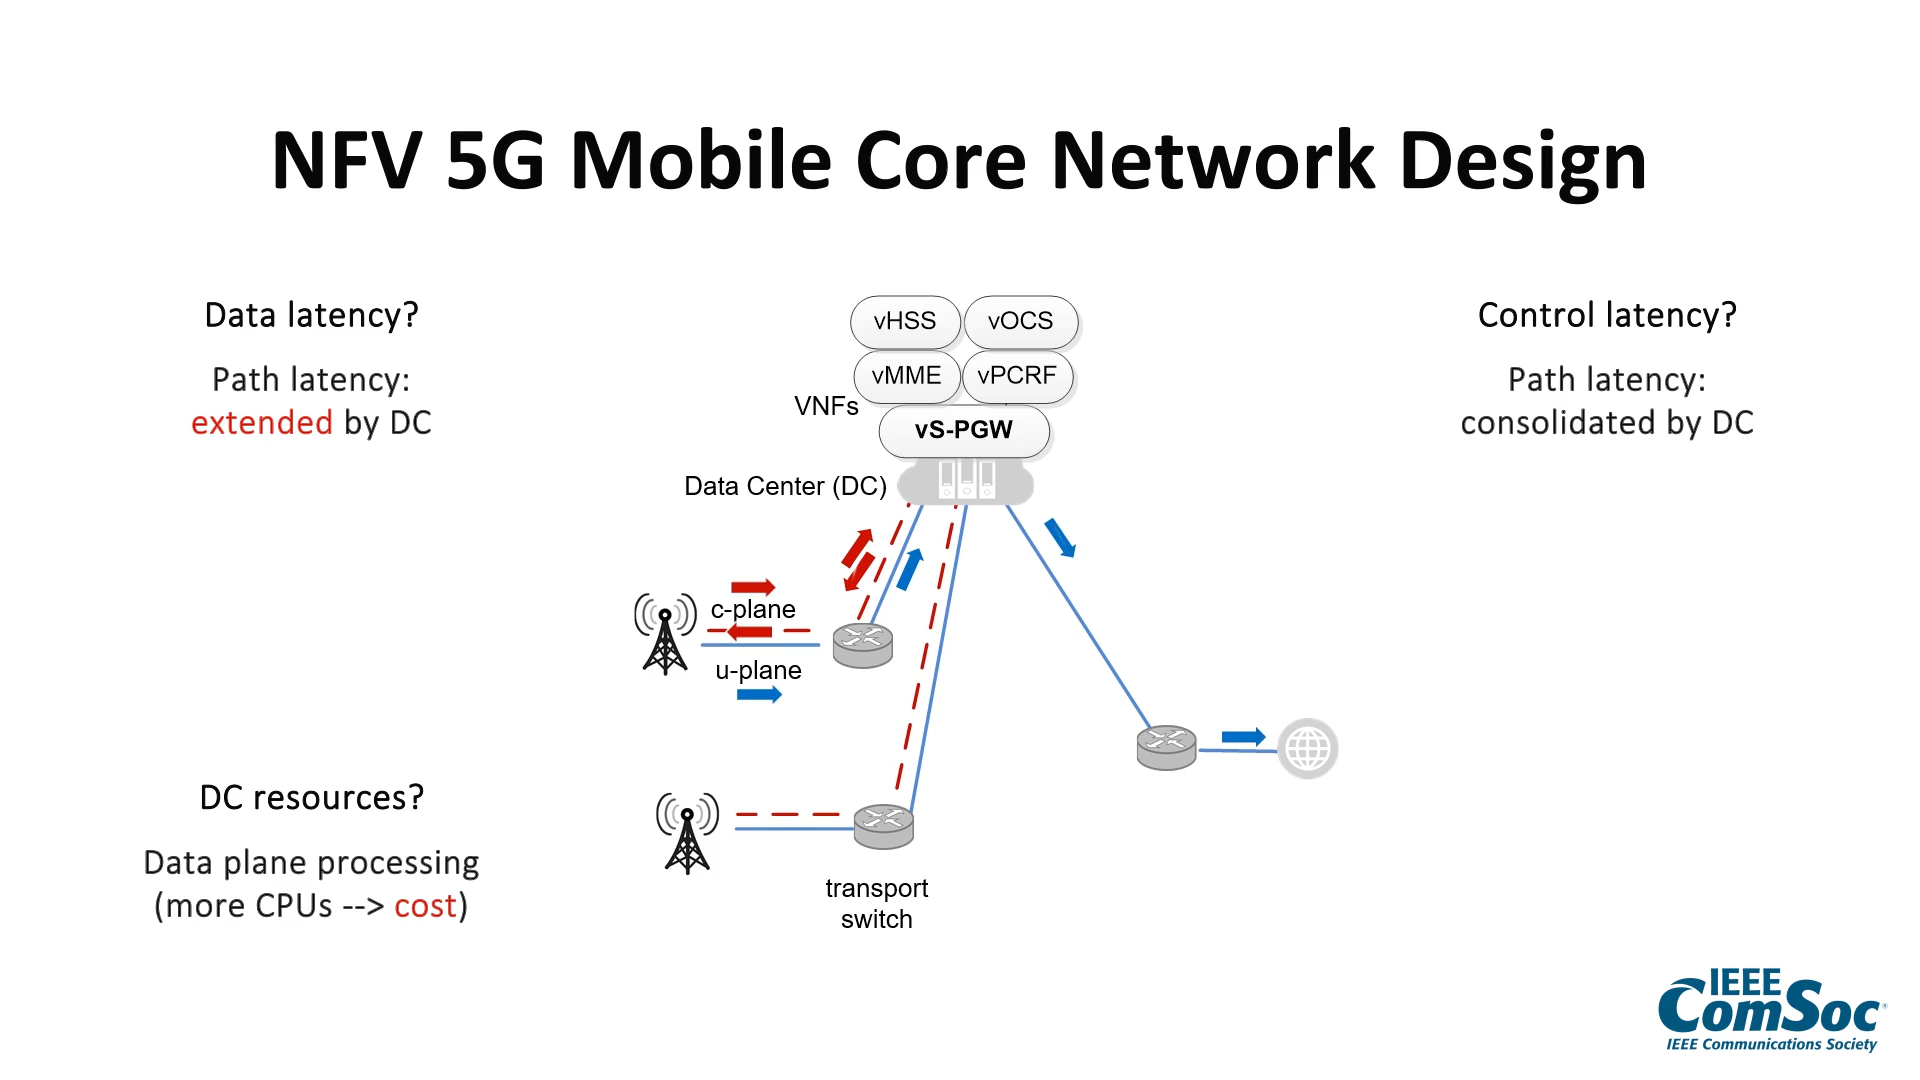 NFV 5G Mobile Core Network Design
Data latency?
Path latency:
extended by DC
Control latency?
Path latency:
consolidated by DC
vHSS
vOCS
vMME
vPCRF
VNFs
vS-PGW
Data Center (DC)
c-plane
u-plane
DC resources?
Data plane processing
(more CPUs --> cost)
transport
switch
IEEE
ComSoc®
IEEE Communications Society